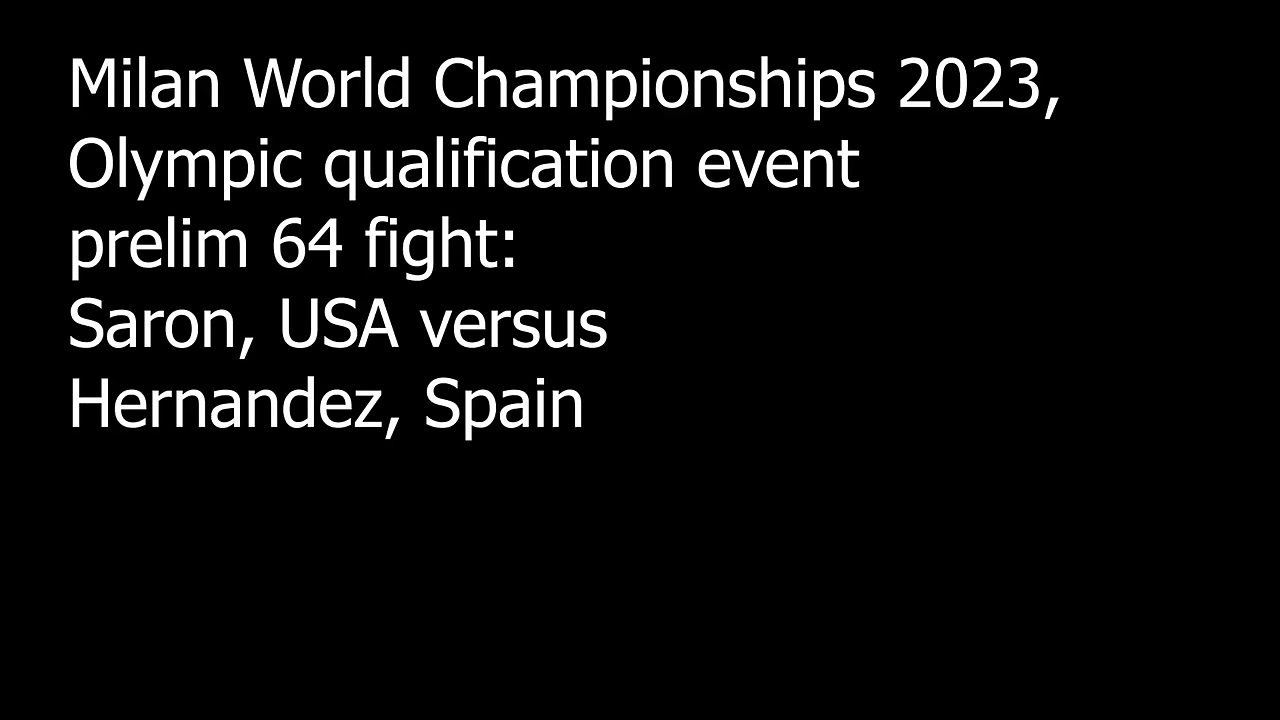 Milan World Championships 2023,
Olympic qualification event
prelim 64 fight:
Saron, USA versus
Hernandez, Spain